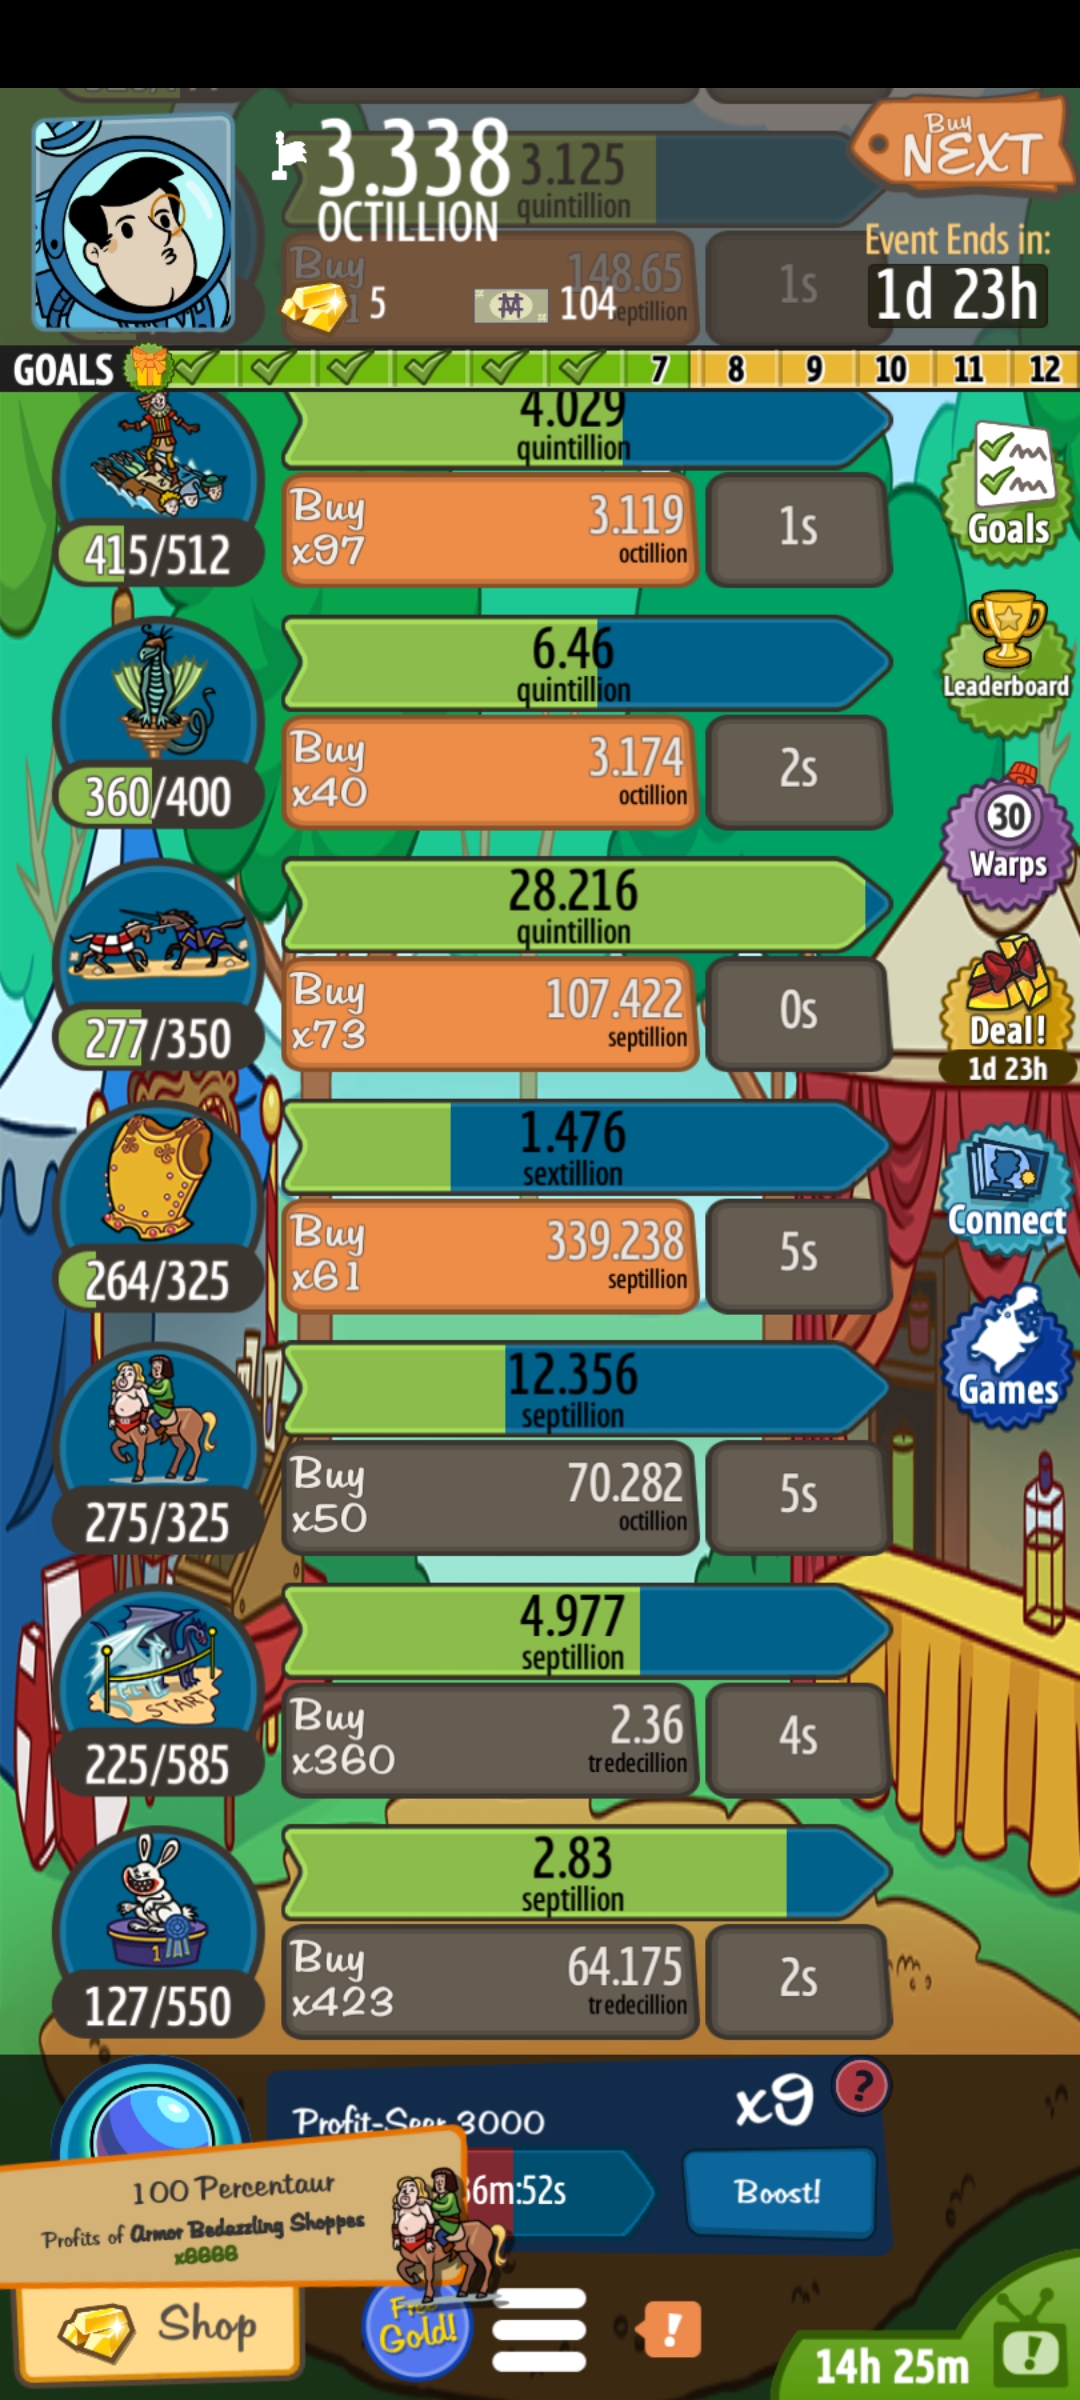 3.338
OCTILLION
3.125
quintillion
Buy
NEXT
Buy
148.65
1s
5
104
Event Ends in:
1d 23h
GOALS
7
8
9
10
11
12
4.029
quintillion
415/512
Buy
x97
3.119
octillion
1s
Goals
6.46
quintillion
360/400
Buy
x40
3.174
octillion
2s
Leaderboard
28.216
quintillion
277/350
Buy
x73
107.422
septillion
0s
30
Warps
Deal!
1d 23h
1.476
sextillion
264/325
Buy
x61
339.238
septillion
5s
Connect
12.356
septillion
275/325
Buy
x50
70.282
octillion
5s
Games
4.977
septillion
START
225/585
Buy
x360
2.36
tredecillion
4s
2.83
septillion
1
127/550
Buy
x423
64.175
tredecillion
2s
Profit-Seer 3000
x9
?
36m:52s
Boost!
100 Percentaur
Profits of Armor Bedazzling Shoppes
x8888
Shop
Free
Gold!
!
14h 25m
!